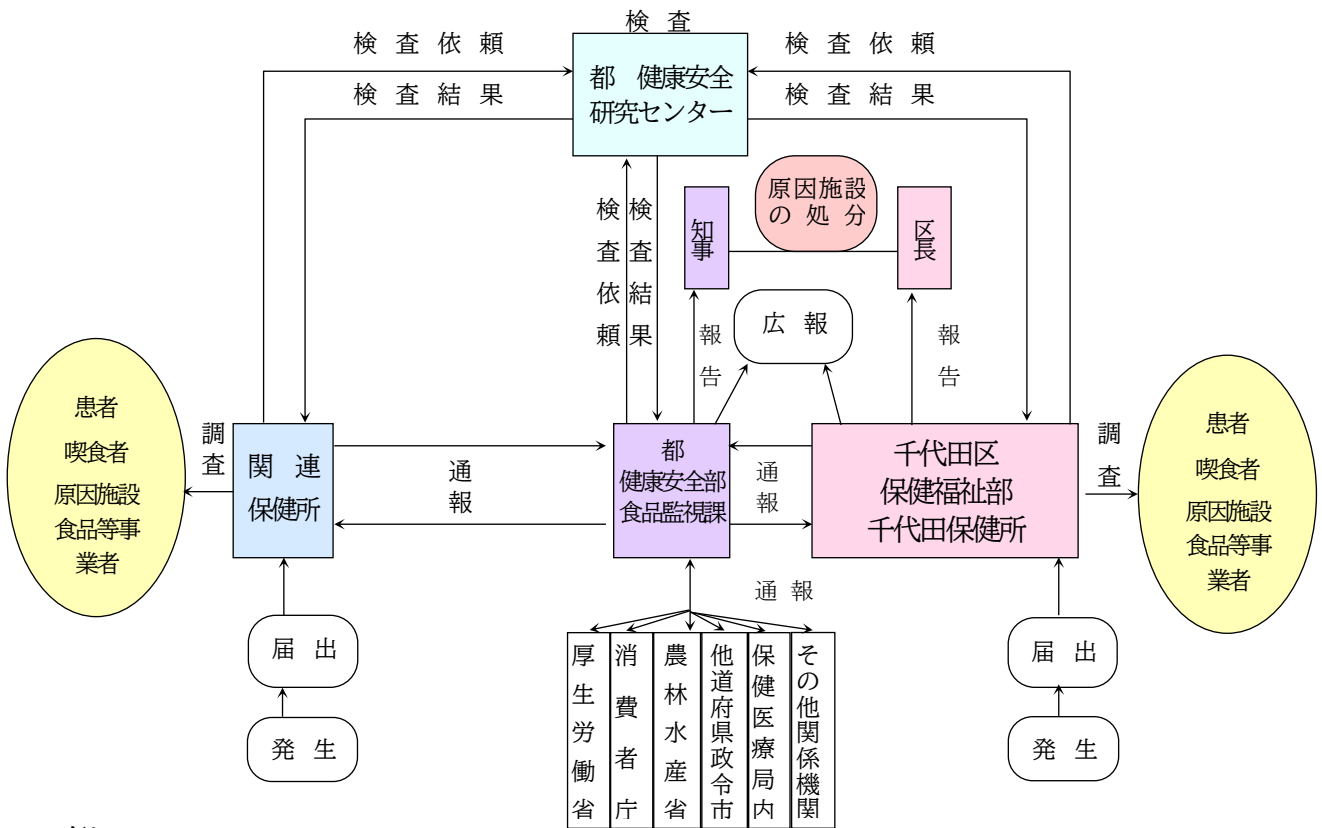 検査
検査依頼
検査依頼
都 健康安全
研究センター
検査結果
検査結果
検査依頼
検査結果
知事
原因施設
の処分
区長
広報
報告
報告
患者
喫食者
原因施設
食品等事
業者
調査
関連
保健所
通報
都
健康安全部
食品監視課
通報
千代田区
保健福祉部
千代田保健所
調査
患者
喫食者
原因施設
食品等事
業者
通報
届出
発生
厚生労働省
消費者庁
農林水産省
他道府県政令市
保健医療局内
その他関係機関
届出
発生